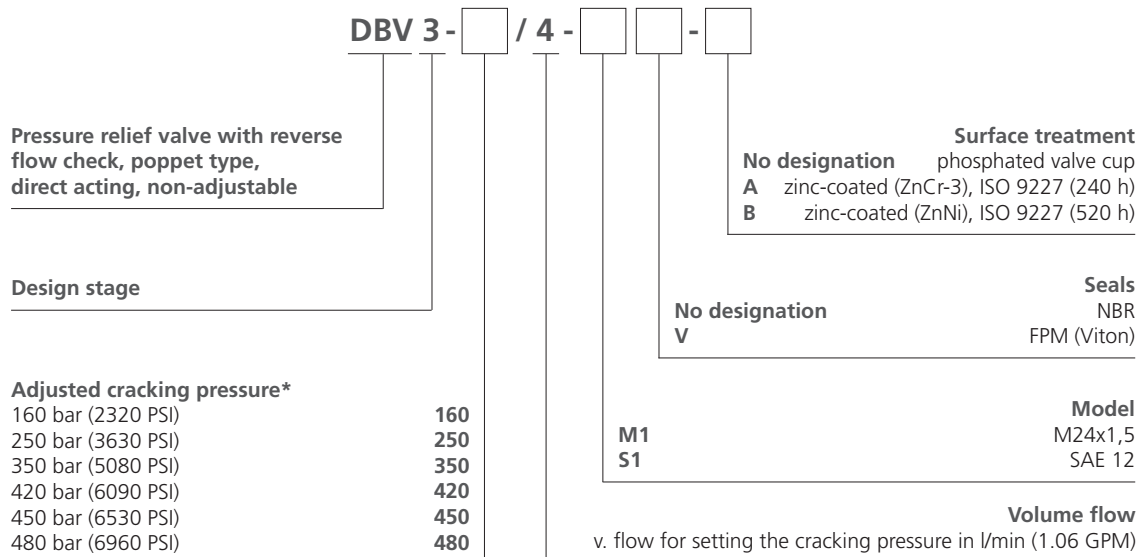 DBV 3 - / 4 - -
Pressure relief valve with reverse
flow check, poppet type,
direct acting, non-adjustable
Surface treatment
No designation phosphated valve cup
A zinc-coated (ZnCr-3), ISO 9227 (240 h)
B zinc-coated (ZnNi), ISO 9227 (520 h)
Design stage
Seals
No designation NBR
V FPM (Viton)
Adjusted cracking pressure*
160 bar (2320 PSI) 160
250 bar (3630 PSI) 250
350 bar (5080 PSI) 350
420 bar (6090 PSI) 420
450 bar (6530 PSI) 450
480 bar (6960 PSI) 480
Model
M1 M24x1,5
S1 SAE 12
Volume flow
v. flow for setting the cracking pressure in l/min (1.06 GPM)